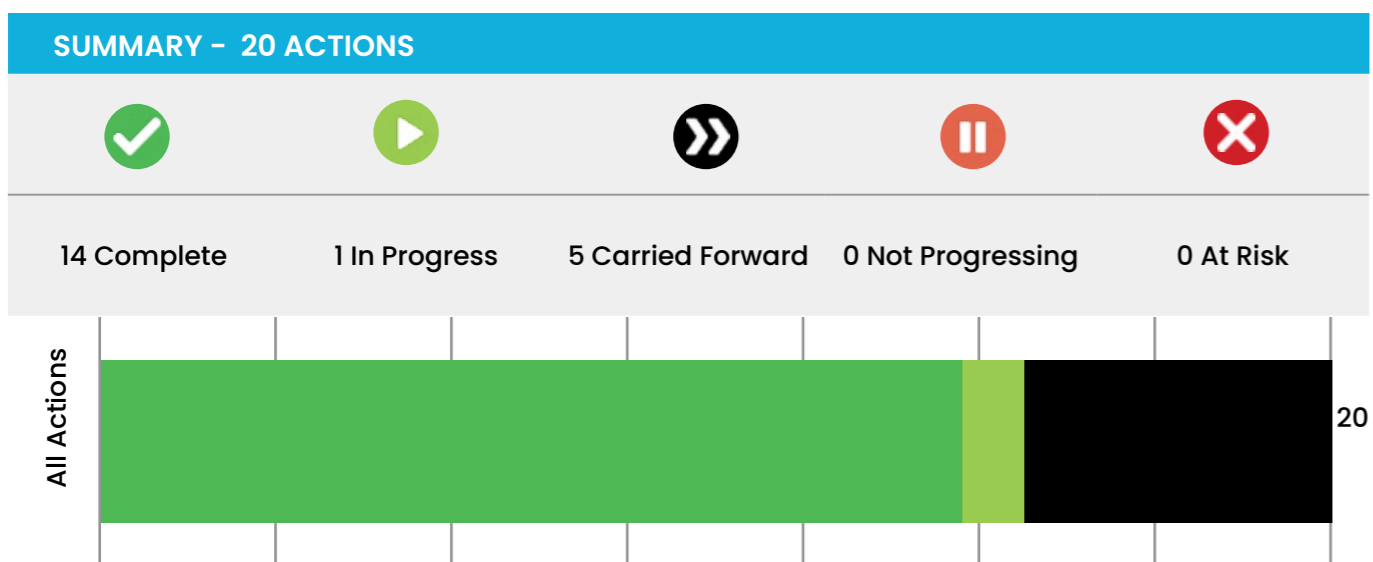 SUMMARY - 20 ACTIONS
14 Complete
1 In Progress
5 Carried Forward
0 Not Progressing
0 At Risk
All Actions
20